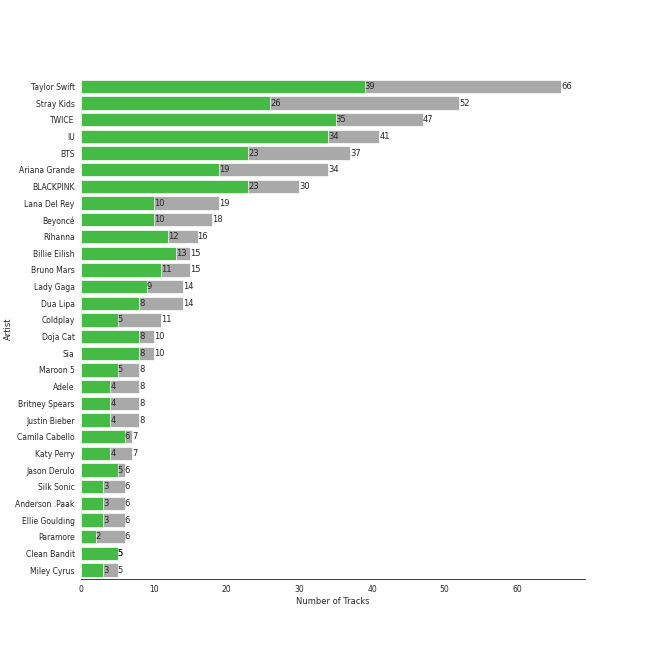 Taylor Swift 39 66
Stray Kids 26 52
TWICE 35 47
IU 34 41
BTS 23 37
Ariana Grande 19 34
BLACKPINK 23 30
Lana Del Rey 10 19
Beyoncé 10 18
Rihanna 12 16
Billie Eilish 13 15
Bruno Mars 11 15
Lady Gaga 9 14
Dua Lipa 8 14
Coldplay 5 11
Doja Cat 8 10
Sia 8 10
Maroon 5 5 8
Adele 4 8
Britney Spears 4 8
Justin Bieber 4 8
Camila Cabello 6 7
Katy Perry 4 7
Jason Derulo 5 6
Silk Sonic 3 6
Anderson .Paak 3 6
Ellie Goulding 3 6
Paramore 2 6
Clean Bandit 5 5
Miley Cyrus 3 5
Artist
0 10 20 30 40 50 60
Number of Tracks